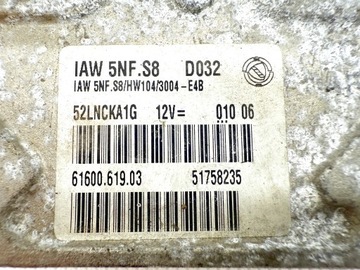 IAW 5NF.S8 D032
IAW 5NF.S8/HW104/3004-E4B
52LNCKA1G 12V= 010 06
61600.619.03 51758235